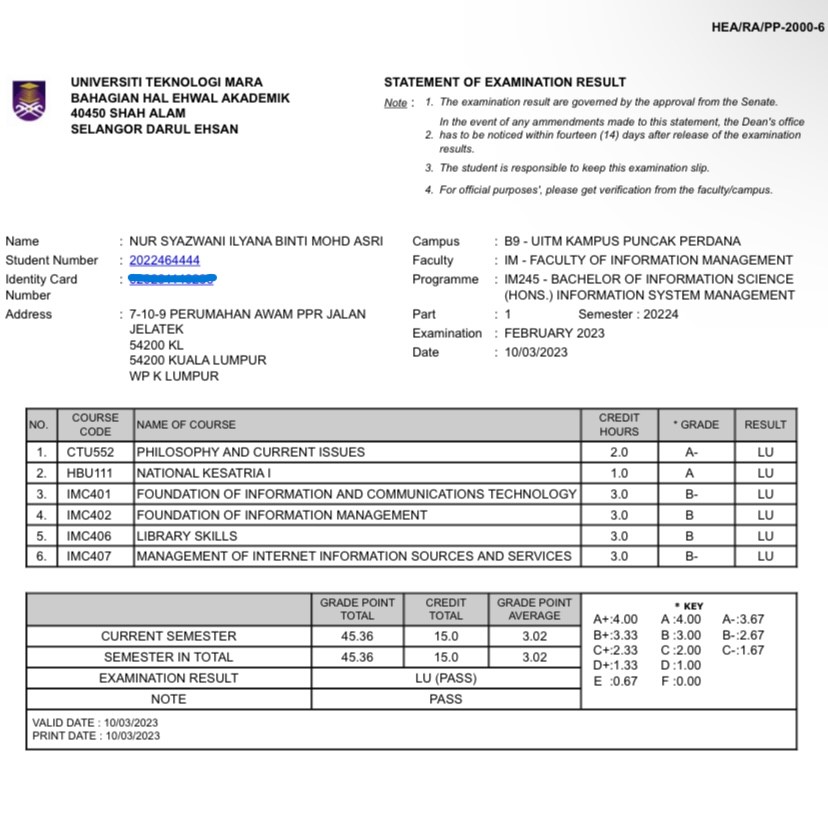 HEA/RA/PP-2000-6
UNIVERSITI TEKNOLOGI MARA
BAHAGIAN HAL EHWAL AKADEMIK
40450 SHAH ALAM
SELANGOR DARUL EHSAN
STATEMENT OF EXAMINATION RESULT
Note : 1. The examination result are governed by the approval from the Senate.
In the event of any ammendments made to this statement, the Dean's office
2. has to be noticed within fourteen (14) days after release of the examination
results.
3. The student is responsible to keep this examination slip.
4. For official purposes', please get verification from the faculty/campus.
Name : NUR SYAZWANI ILYANA BINTI MOHD ASRI
Student Number : 2022464444
Identity Card :
Number
Address : 7-10-9 PERUMAHAN AWAM PPR JALAN
JELATEK
54200 KL
54200 KUALA LUMPUR
WP K LUMPUR
Campus : B9 - UITM KAMPUS PUNCAK PERDANA
Faculty : IM - FACULTY OF INFORMATION MANAGEMENT
Programme : IM245 - BACHELOR OF INFORMATION SCIENCE
(HONS.) INFORMATION SYSTEM MANAGEMENT
Part : 1 Semester : 20224
Examination : FEBRUARY 2023
Date : 10/03/2023
NO. COURSE CODE NAME OF COURSE CREDIT HOURS * GRADE RESULT
1. CTU552 PHILOSOPHY AND CURRENT ISSUES 2.0 A- LU
2. HBU111 NATIONAL KESATRIA I 1.0 A LU
3. IMC401 FOUNDATION OF INFORMATION AND COMMUNICATIONS TECHNOLOGY 3.0 B- LU
4. IMC402 FOUNDATION OF INFORMATION MANAGEMENT 3.0 B LU
5. IMC406 LIBRARY SKILLS 3.0 B LU
6. IMC407 MANAGEMENT OF INTERNET INFORMATION SOURCES AND SERVICES 3.0 B- LU
GRADE POINT TOTAL CREDIT TOTAL GRADE POINT AVERAGE
CURRENT SEMESTER 45.36 15.0 3.02
SEMESTER IN TOTAL 45.36 15.0 3.02
EXAMINATION RESULT LU (PASS)
NOTE PASS
* KEY
A+:4.00 A :4.00 A-:3.67
B+:3.33 B :3.00 B-:2.67
C+:2.33 C :2.00 C-:1.67
D+:1.33 D :1.00
E :0.67 F :0.00
VALID DATE : 10/03/2023
PRINT DATE : 10/03/2023